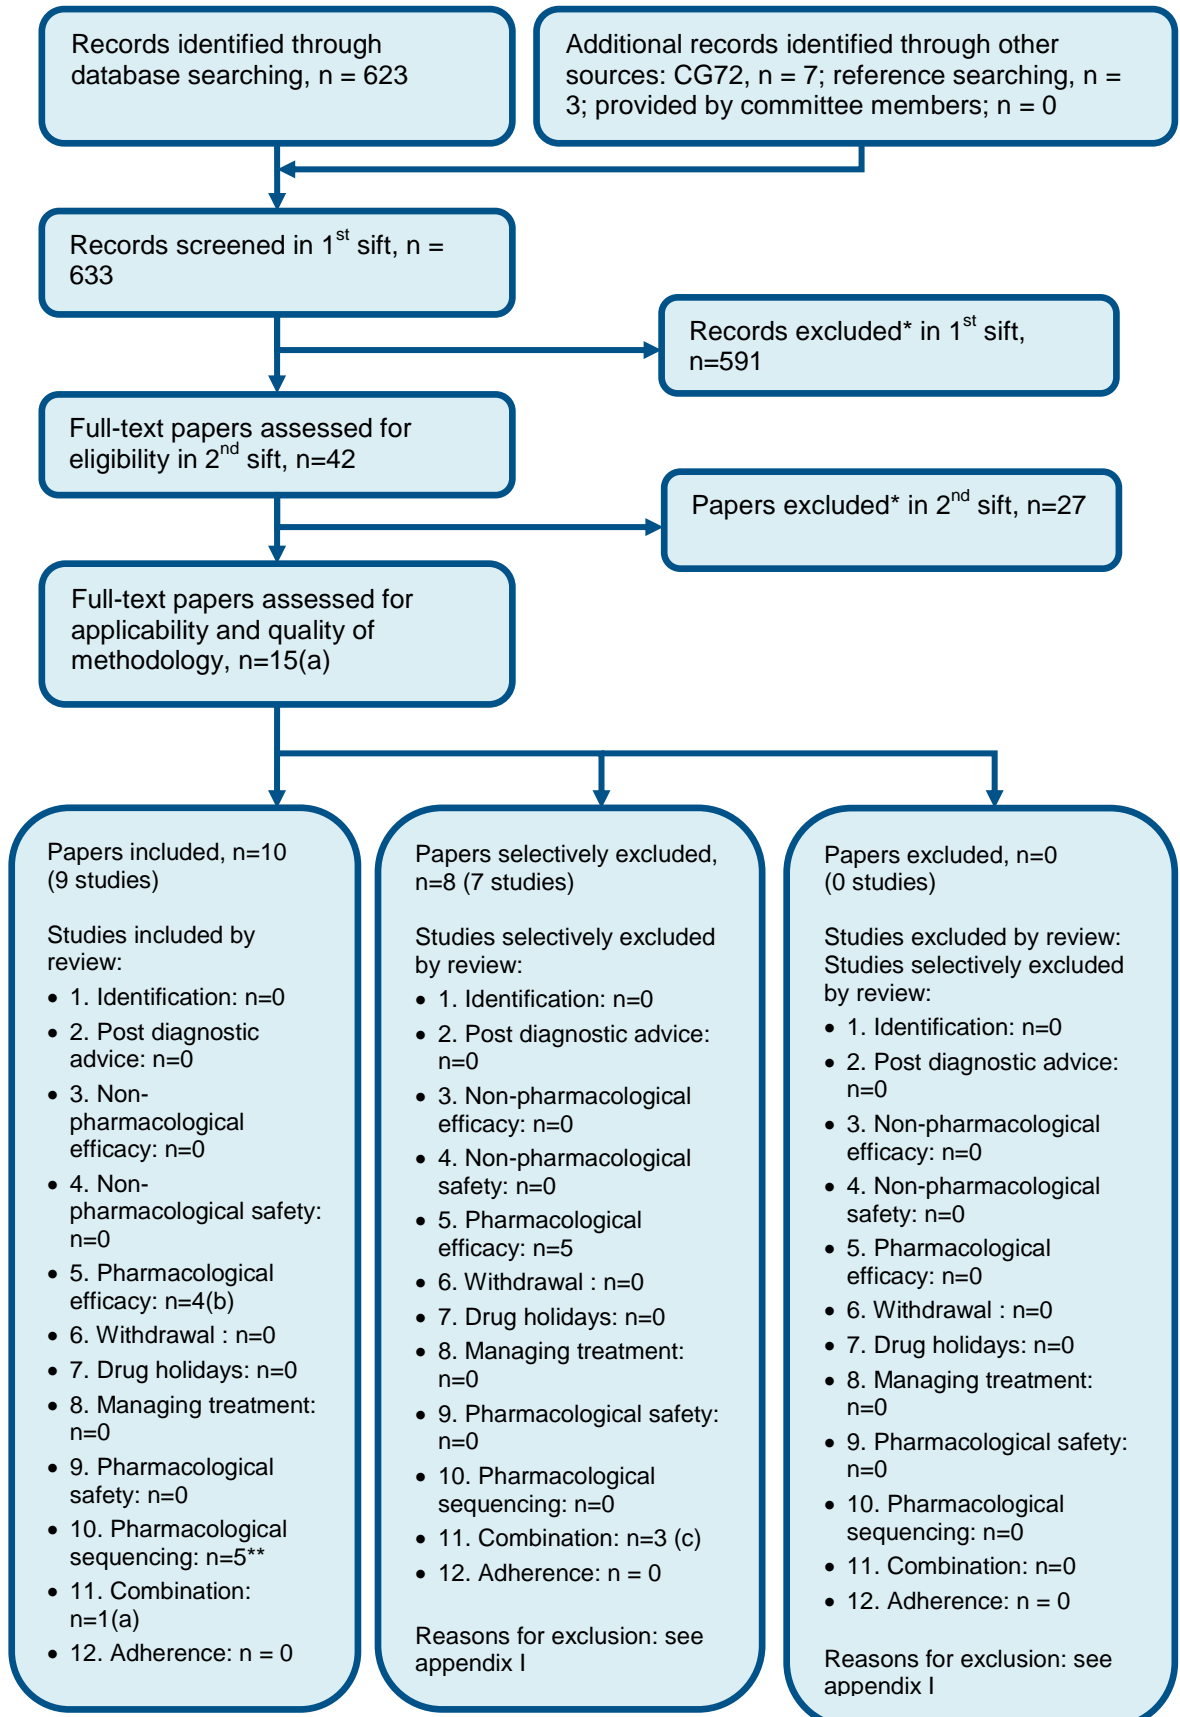 Records identified through
database searching, n = 623
Additional records identified through other
sources: CG72, n = 7; reference searching, n =
3; provided by committee members; n = 0
Records screened in 1st sift, n =
633
Records excluded* in 1st sift,
n=591
Full-text papers assessed for
eligibility in 2nd sift, n=42
Papers excluded* in 2nd sift, n=27
Full-text papers assessed for
applicability and quality of
methodology, n=15(a)
Papers included, n=10
(9 studies)
Studies included by
review:
• 1. Identification: n=0
• 2. Post diagnostic
advice: n=0
• 3. Non-
pharmacological
efficacy: n=0
• 4. Non-
pharmacological safety:
n=0
• 5. Pharmacological
efficacy: n=4(b)
• 6. Withdrawal : n=0
• 7. Drug holidays: n=0
• 8. Managing treatment:
n=0
• 9. Pharmacological
safety: n=0
• 10. Pharmacological
sequencing: n=5**
• 11. Combination:
n=1(a)
• 12. Adherence: n = 0
Papers selectively excluded,
n=8 (7 studies)
Studies selectively excluded
by review:
• 1. Identification: n=0
• 2. Post diagnostic advice:
n=0
• 3. Non-pharmacological
efficacy: n=0
• 4. Non-pharmacological
safety: n=0
• 5. Pharmacological
efficacy: n=5
• 6. Withdrawal : n=0
• 7. Drug holidays: n=0
• 8. Managing treatment:
n=0
• 9. Pharmacological safety:
n=0
• 10. Pharmacological
sequencing: n=0
• 11. Combination: n=3 (c)
• 12. Adherence: n = 0
Reasons for exclusion: see
appendix I
Papers excluded, n=0
(0 studies)
Studies excluded by review:
Studies selectively excluded
by review:
• 1. Identification: n=0
• 2. Post diagnostic advice:
n=0
• 3. Non-pharmacological
efficacy: n=0
• 4. Non-pharmacological
safety: n=0
• 5. Pharmacological
efficacy: n=0
• 6. Withdrawal : n=0
• 7. Drug holidays: n=0
• 8. Managing treatment:
n=0
• 9. Pharmacological safety:
n=0
• 10. Pharmacological
sequencing: n=0
• 11. Combination: n=0
• 12. Adherence: n = 0
Reasons for exclusion: see
appendix I